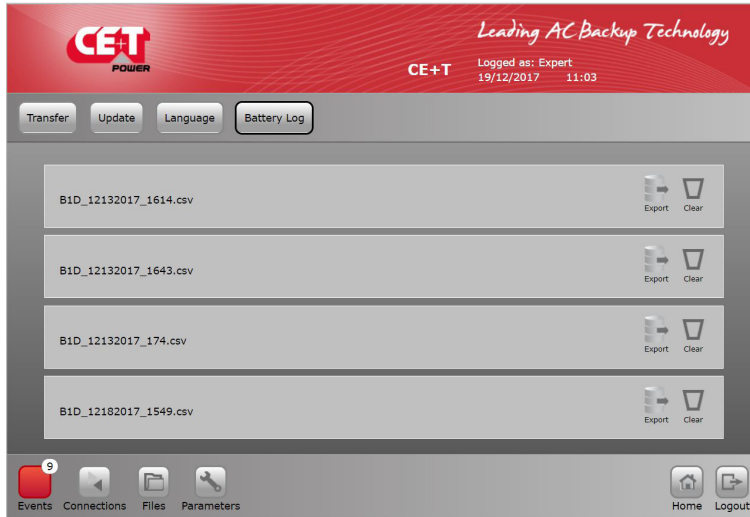 CE+T
POWER
Leading AC Backup Technology
CE+T
Logged as: Expert
19/12/2017 11:03
Transfer Update Language Battery Log
B1D_12132017_1614.csv
Export Clear
B1D_12132017_1643.csv
Export Clear
B1D_12132017_174.csv
Export Clear
B1D_12182017_1549.csv
Export Clear
9
Events Connections Files Parameters Home Logout